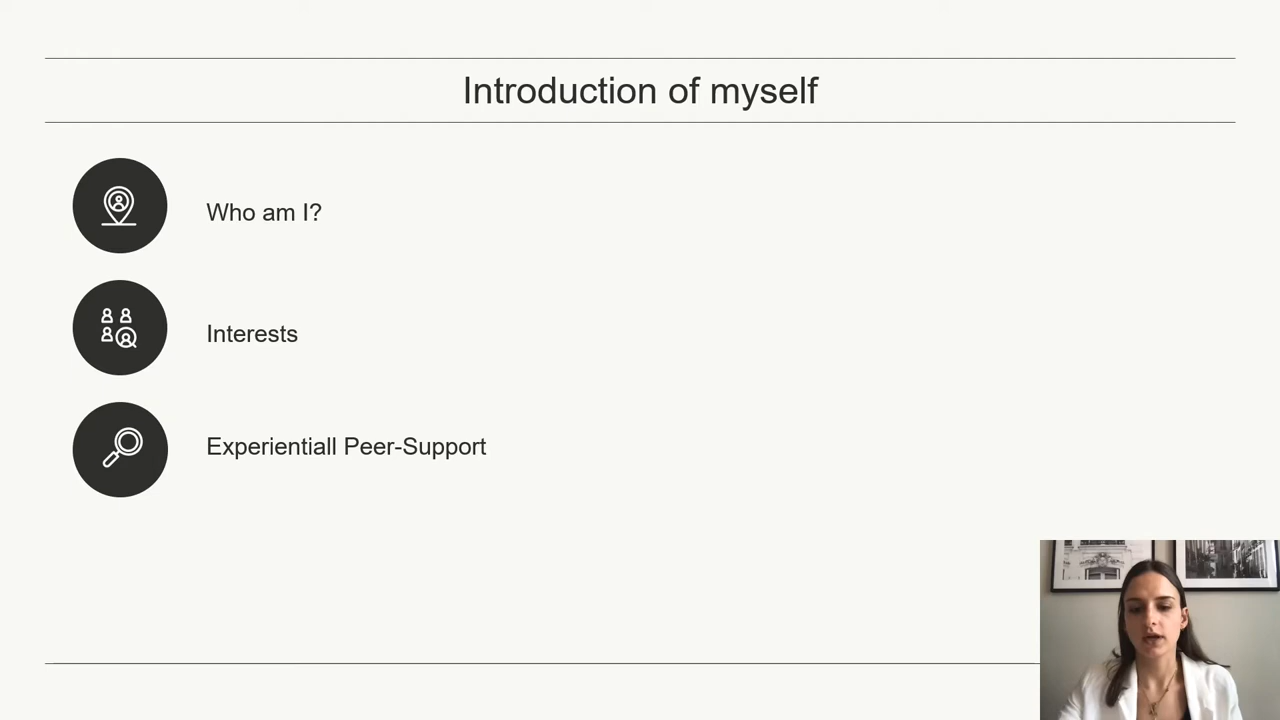 Introduction of myself
Who am I?
Interests
Experientiall Peer-Support